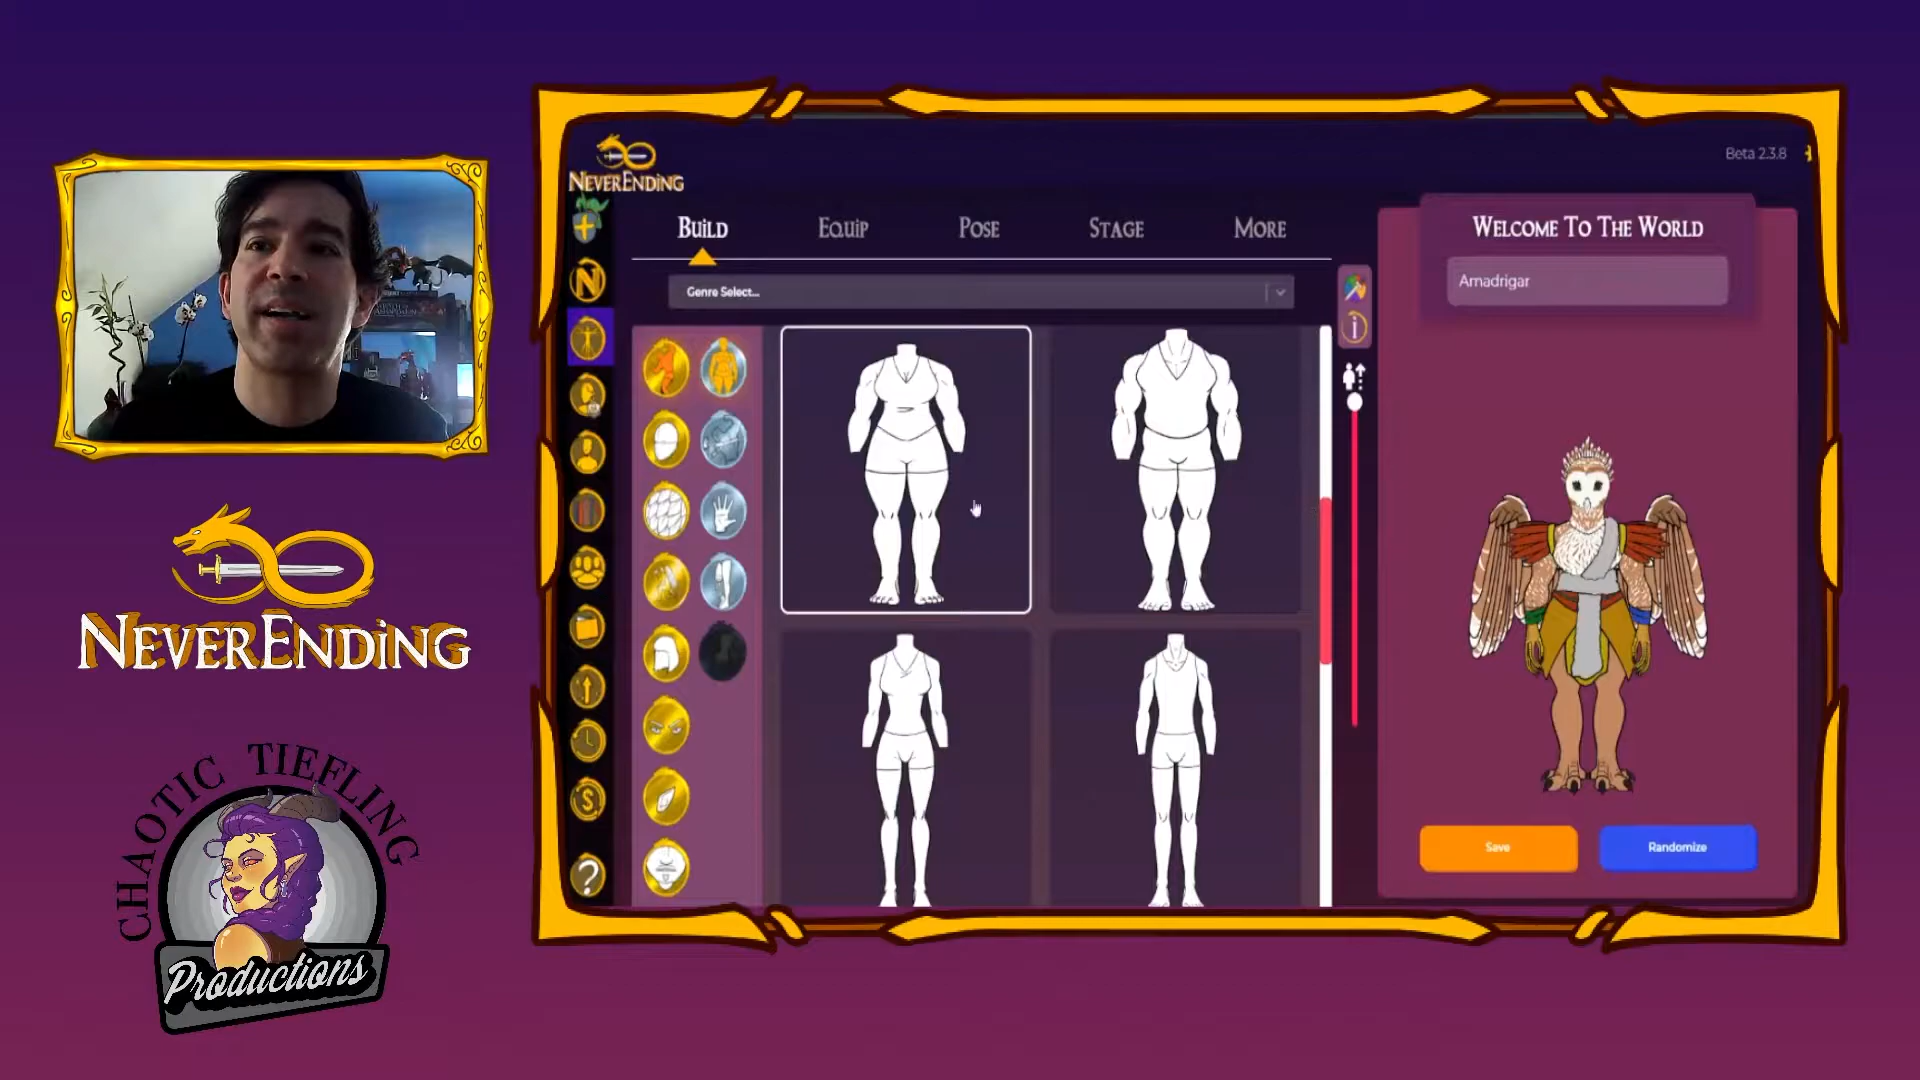 NEVERENDING
Beta 2.3.8
BUILD
EQUIP
POSE
STAGE
MORE
WELCOME TO THE WORLD
Genre Select...
Amadrigar
Save
Randomize
NEVERENDING
CHAOTIC TIEFLING
Productions